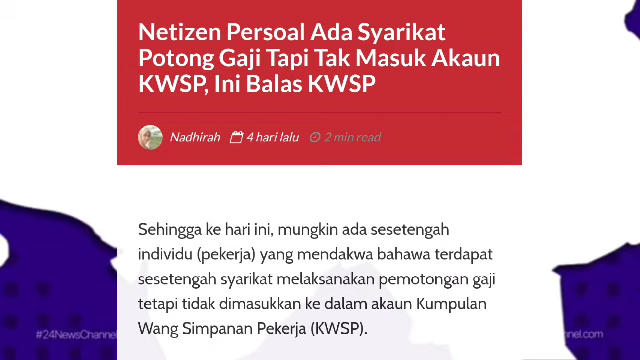 Netizen Persoal Ada Syarikat
Potong Gaji Tapi Tak Masuk Akaun
KWSP, Ini Balas KWSP
Nadhirah 4 hari lalu 2 min read
Sehingga ke hari ini, mungkin ada sesetengah
individu (pekerja) yang mendakwa bahawa terdapat
sesetengah syarikat melaksanakan pemotongan gaji
tetapi tidak dimasukkan ke dalam akaun Kumpulan
Wang Simpanan Pekerja (KWSP).
#24NewsChannel nel.com